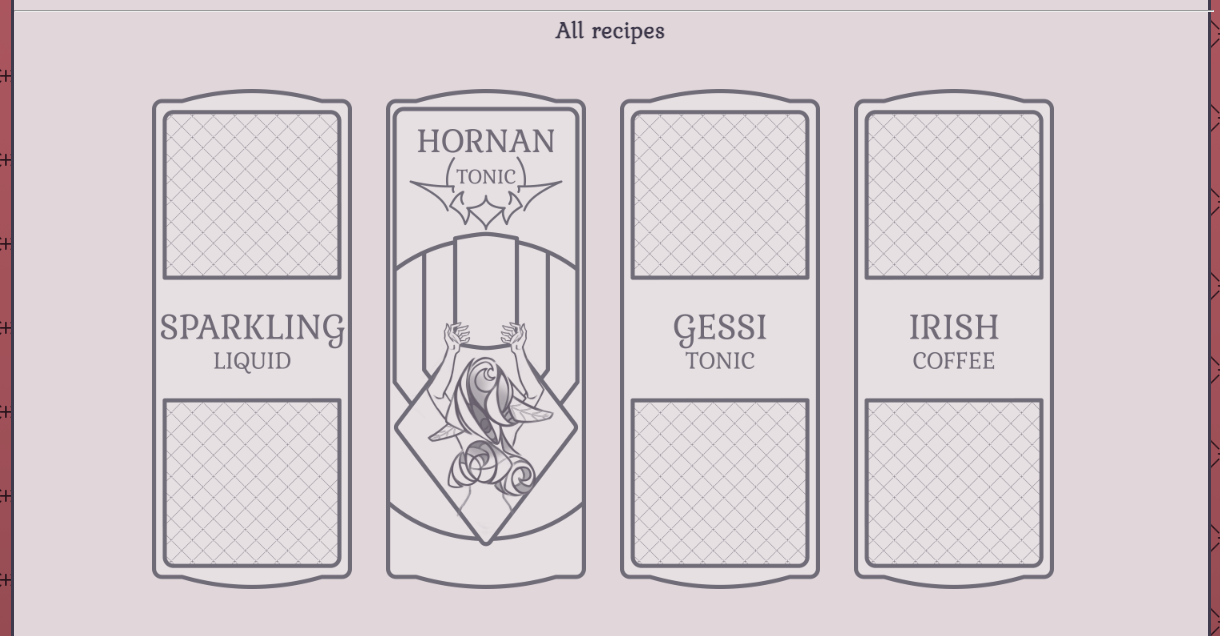 All recipes
SPARKLING
LIQUID
HORNAN
TONIC
GESSI
TONIC
IRISH
COFFEE